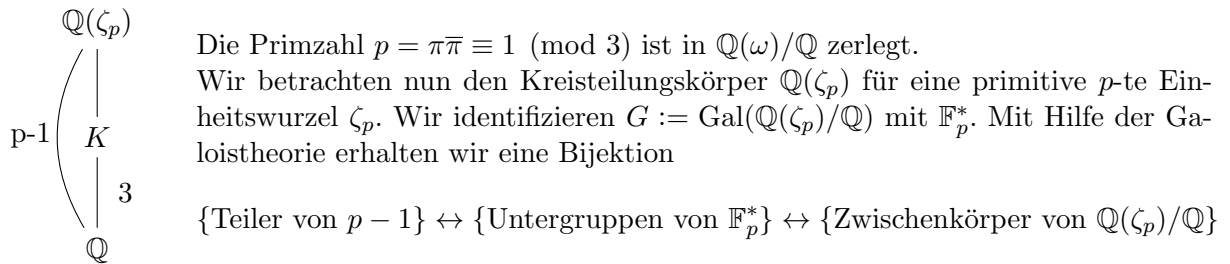 ℚ(ζ_p)
p-1
K
3
ℚ
Die Primzahl p = ππ̅ ≡ 1 (mod 3) ist in ℚ(ω)/ℚ zerlegt.
Wir betrachten nun den Kreisteilungskörper ℚ(ζ_p) für eine primitive p-te Ein-
heitswurzel ζ_p. Wir identifizieren G := Gal(ℚ(ζ_p)/ℚ) mit 𝔽_p^*. Mit Hilfe der Ga-
loistheorie erhalten wir eine Bijektion
{Teiler von p − 1} ↔ {Untergruppen von 𝔽_p^*} ↔ {Zwischenkörper von ℚ(ζ_p)/ℚ}